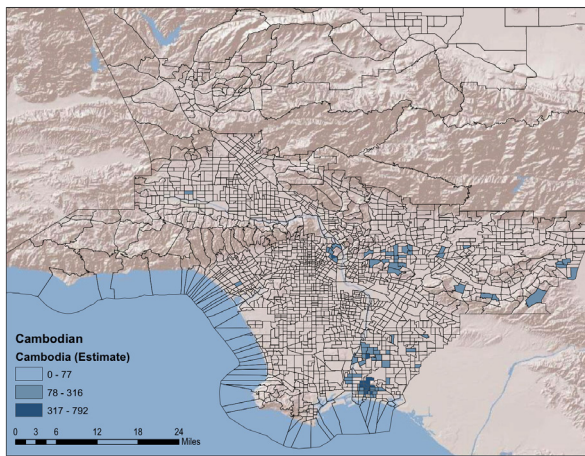 Cambodian
Cambodia (Estimate)
0 - 77
78 - 316
317 - 792
0 3 6 12 18 24
Miles